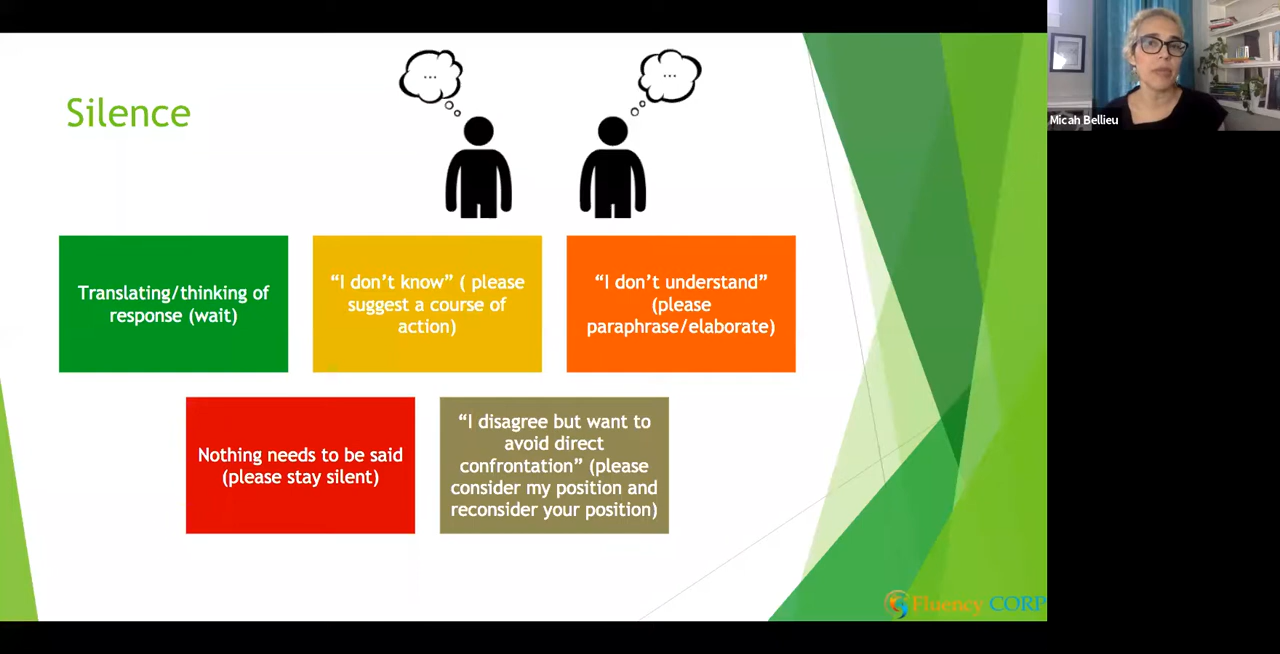 Silence
...
...
Translating/thinking of
response (wait)
“I don’t know” ( please
suggest a course of
action)
“I don’t understand”
(please
paraphrase/elaborate)
Nothing needs to be said
(please stay silent)
“I disagree but want to
avoid direct
confrontation” (please
consider my position and
reconsider your position)
Micah Bellieu
Fluency CORP